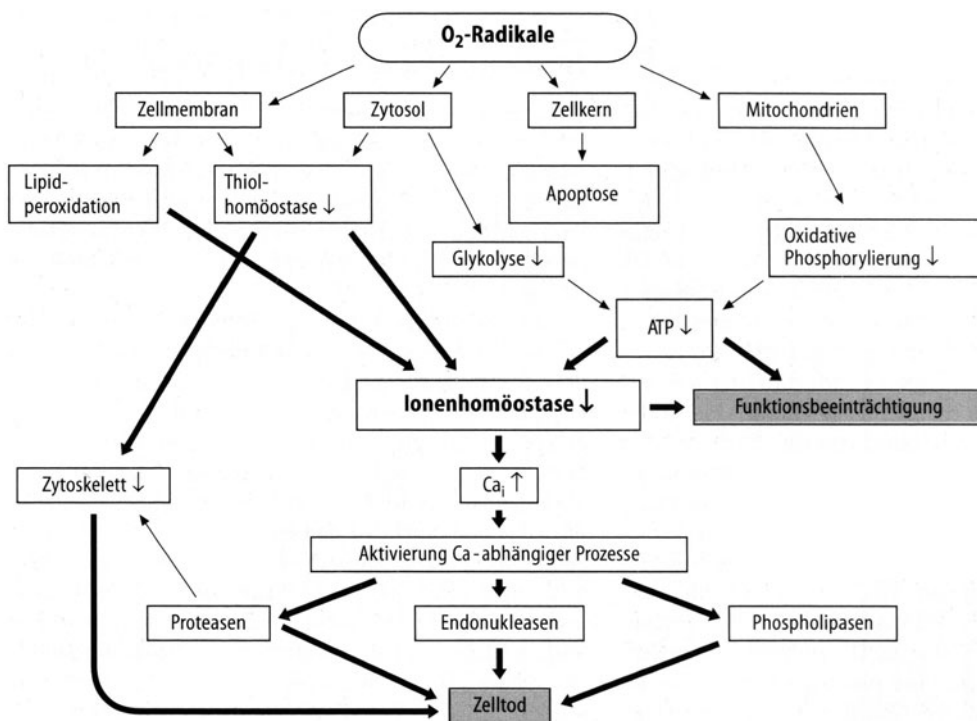 O₂-Radikale
Zellmembran
Zytosol
Zellkern
Mitochondrien
Lipid-
peroxidation
Thiol-
homöostase ↓
Apoptose
Glykolyse ↓
Oxidative
Phosphorylierung ↓
ATP ↓
Ionenhomöostase ↓
Funktionsbeeinträchtigung
Zytoskelett ↓
Caᵢ ↑
Aktivierung Ca-abhängiger Prozesse
Proteasen
Endonukleasen
Phospholipasen
Zelltod